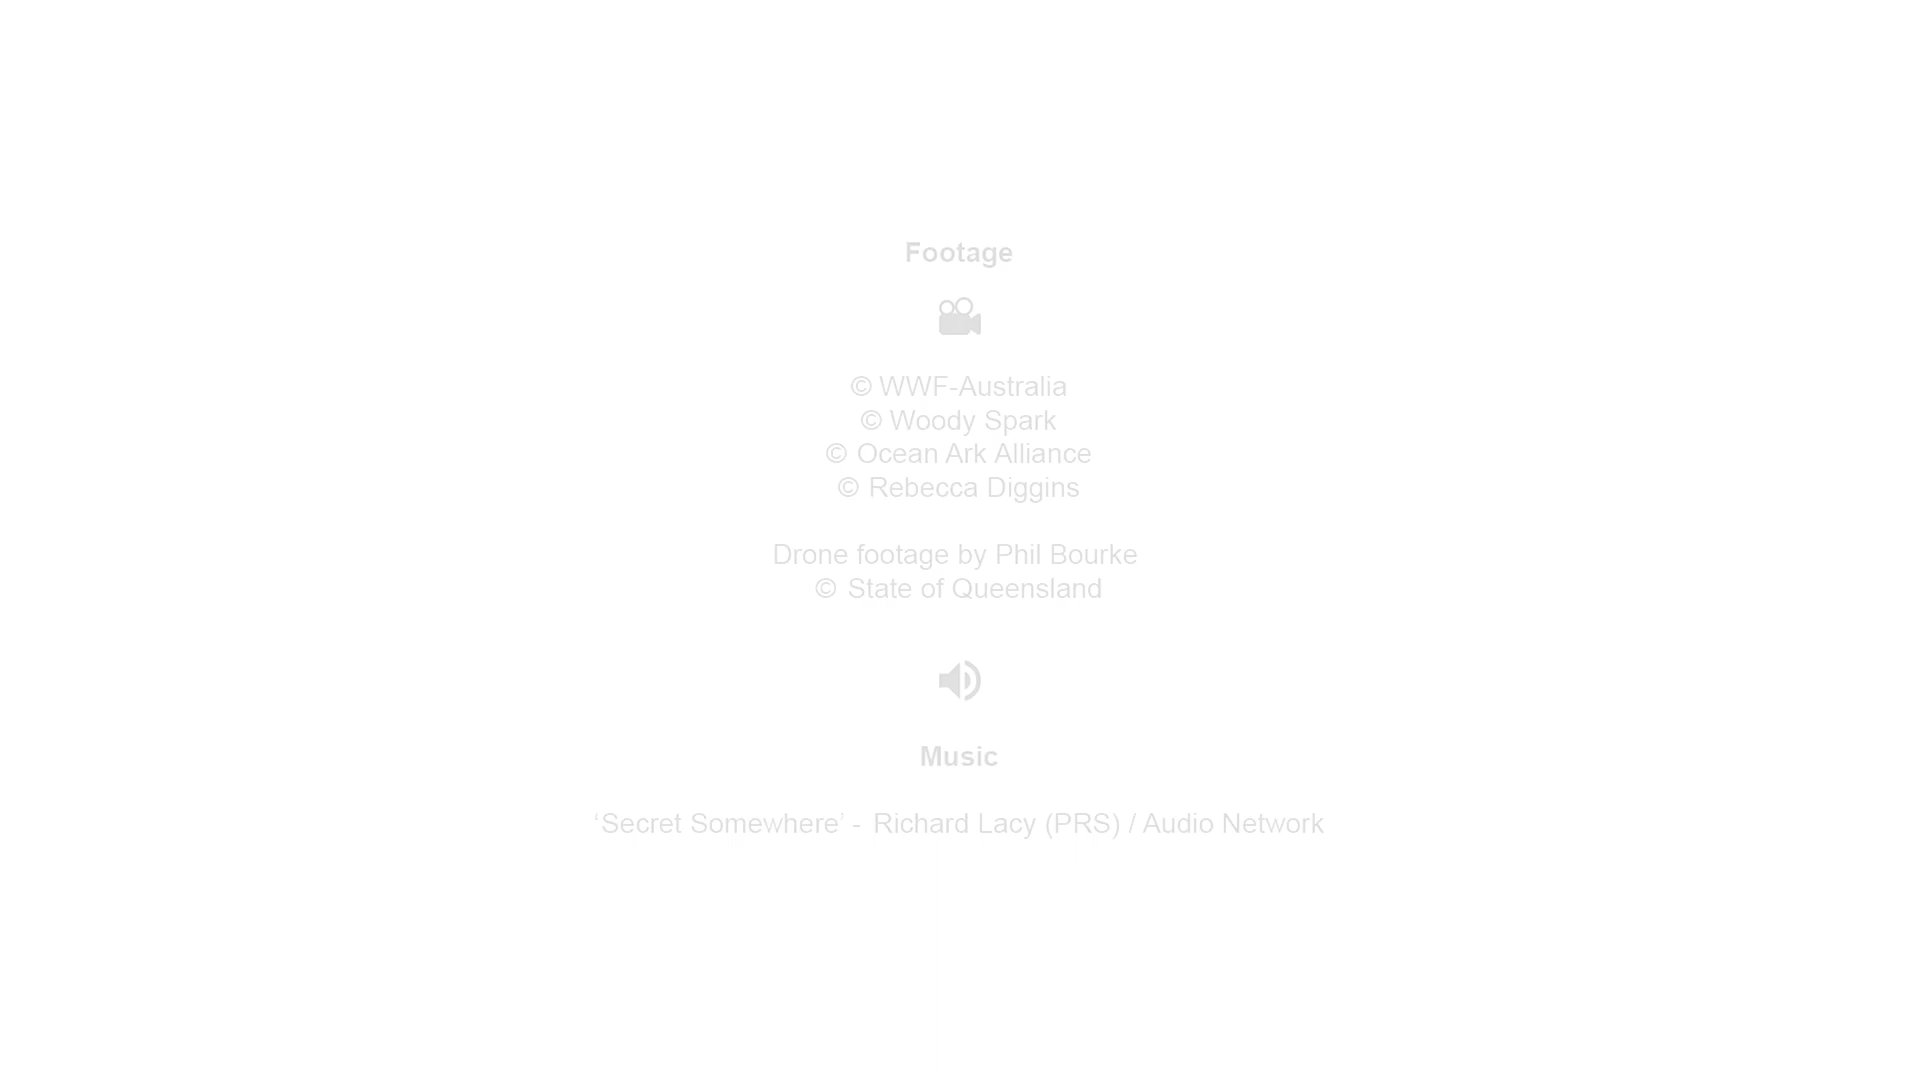 Footage
© WWF-Australia
© Woody Spark
© Ocean Ark Alliance
© Rebecca Diggins
Drone footage by Phil Bourke
© State of Queensland
Music
‘Secret Somewhere’ - Richard Lacy (PRS) / Audio Network